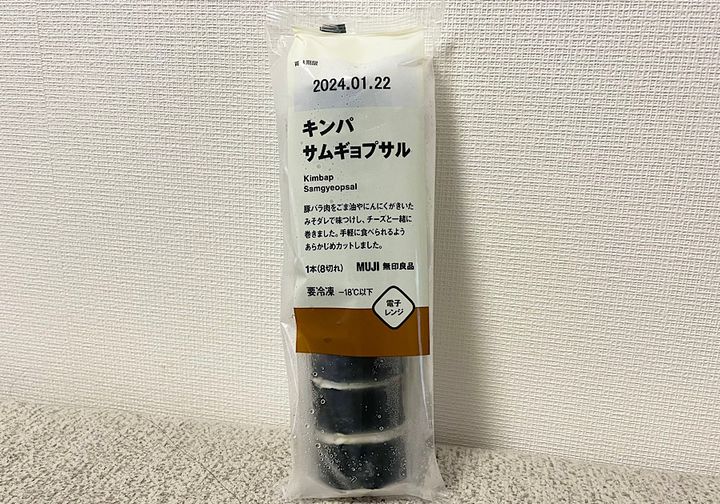 2024.01.22
キンパ
サムギョプサル
Kimbap
Samgyeopsal
豚バラ肉をごま油やにんにくがきいた
みそダレで味つけし、チーズと一緒に
巻きました。手軽に食べられるよう
あらかじめカットしました。
1本(8切れ) MUJI 無印良品
要冷凍 -18℃以下
電子
レンジ